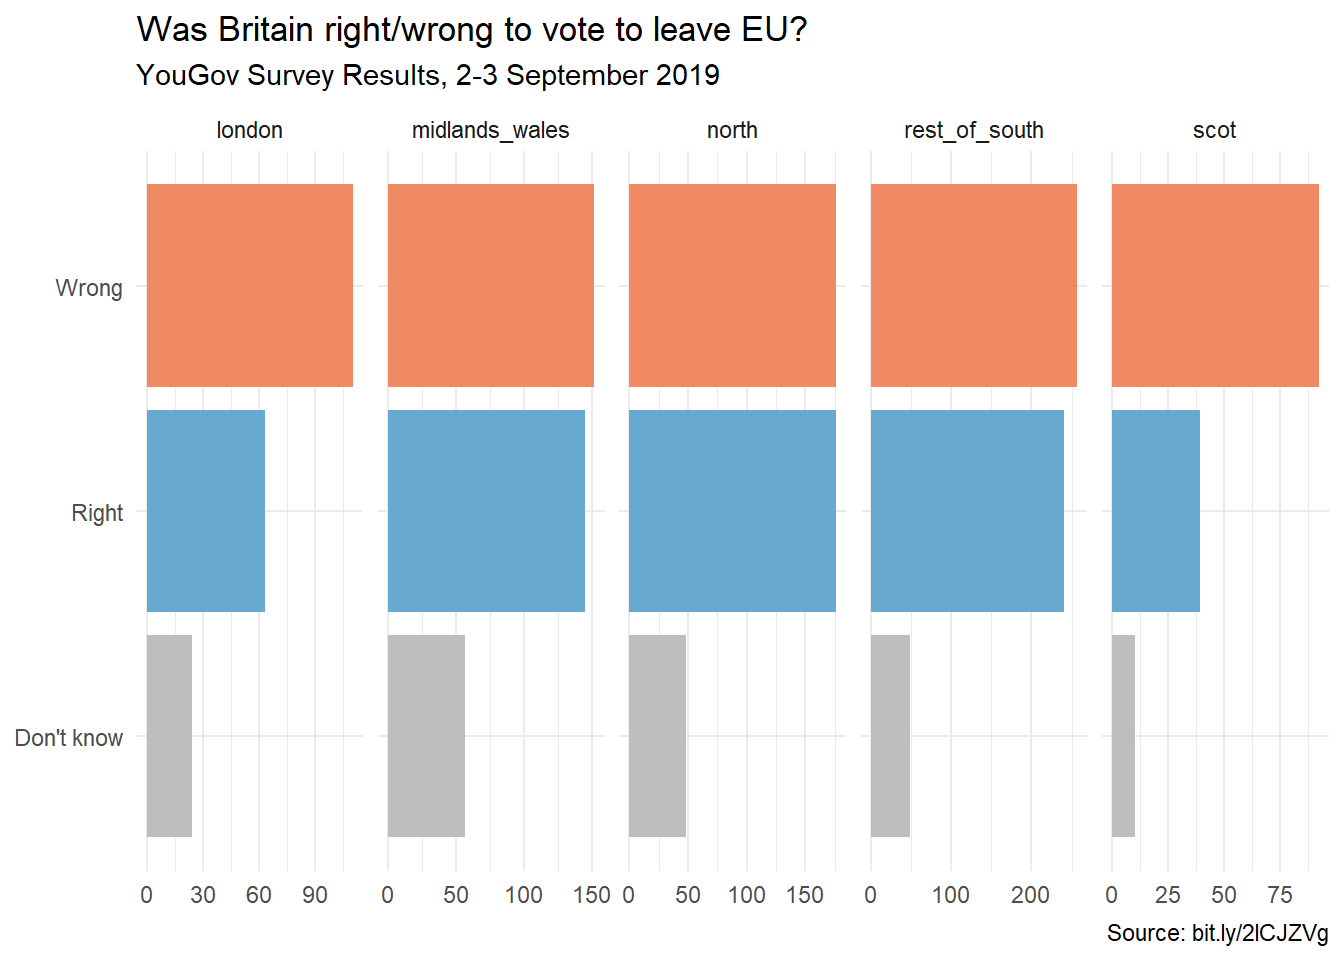 Was Britain right/wrong to vote to leave EU?
YouGov Survey Results, 2-3 September 2019
london midlands_wales north rest_of_south scot
Wrong
Right
Don't know
0 30 60 90 0 50 100 150 0 50 100 150 0 100 200 0 25 50 75
Source: bit.ly/2lCJZVg